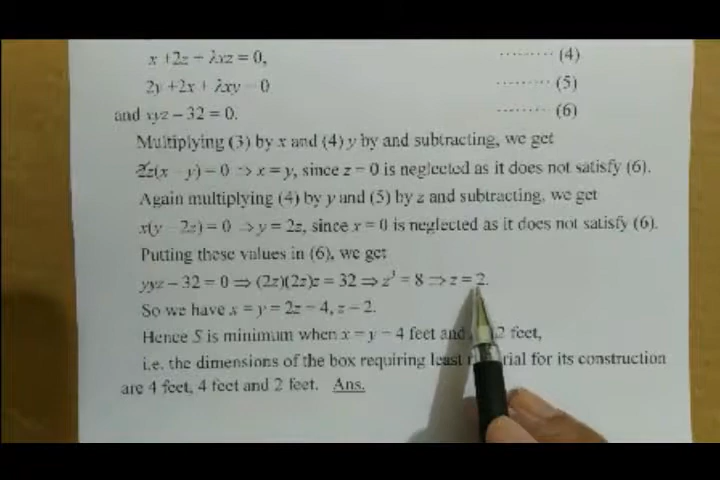 x + 2z + λxz = 0, ......... (4)
2y + 2x + λxy = 0 ......... (5)
and xyz − 32 = 0. ......... (6)
Multiplying (3) by x and (4) y by and subtracting, we get
2z(x − y) = 0 ⇒ x = y, since z = 0 is neglected as it does not satisfy (6).
Again multiplying (4) by y and (5) by z and subtracting, we get
x(y − 2z) = 0 ⇒ y = 2z, since x = 0 is neglected as it does not satisfy (6).
Putting these values in (6), we get
yyz − 32 = 0 ⇒ (2z)(2z)z = 32 ⇒ z³ = 8 ⇒ z = 2.
So we have x = y = 2z = 4, z = 2.
Hence S is minimum when x = y = 4 feet and 2 feet,
i.e. the dimensions of the box requiring least for its construction
are 4 feet, 4 feet and 2 feet. Ans.